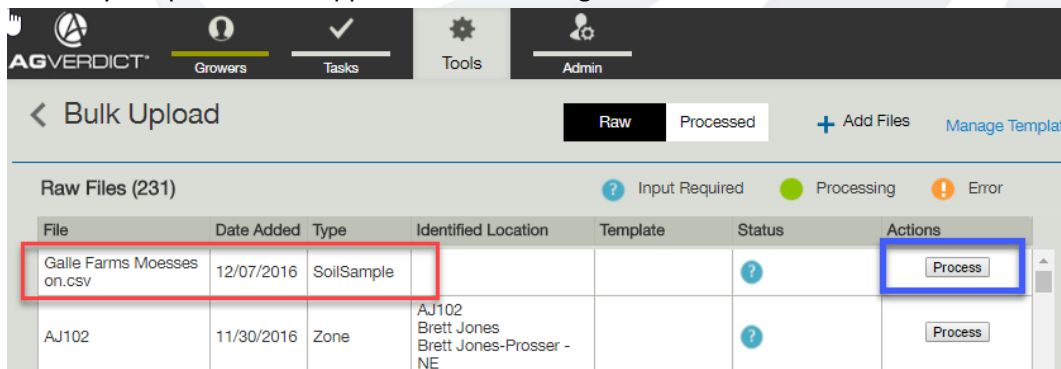 AGVERDICT®
Growers
Tasks
Tools
Admin
Bulk Upload
Raw
Processed
+ Add Files
Manage Templat
Raw Files (231)
? Input Required
Processing
! Error
File Date Added Type Identified Location Template Status Actions
Galle Farms Moesses
on.csv
12/07/2016
SoilSample
?
Process
AJ102
11/30/2016
Zone
AJ102
Brett Jones
Brett Jones-Prosser -
NE
?
Process